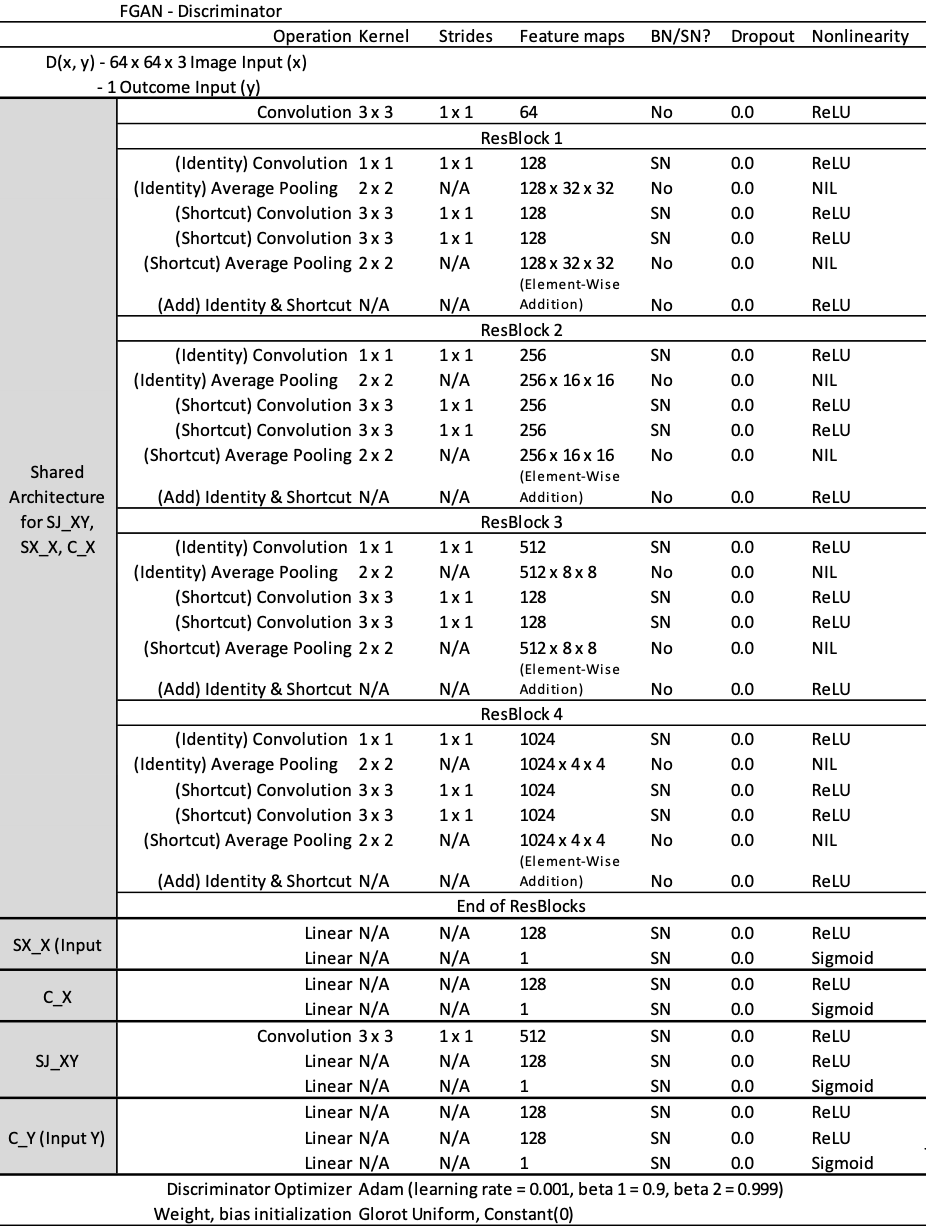 FGAN - Discriminator
Operation Kernel Strides Feature maps BN/SN? Dropout Nonlinearity
D(x, y) - 64 x 64 x 3 Image Input (x)
- 1 Outcome Input (y)
Convolution 3 x 3 1 x 1 64 No 0.0 ReLU
ResBlock 1
(Identity) Convolution 1 x 1 1 x 1 128 SN 0.0 ReLU
(Identity) Average Pooling 2 x 2 N/A 128 x 32 x 32 No 0.0 NIL
(Shortcut) Convolution 3 x 3 1 x 1 128 SN 0.0 ReLU
(Shortcut) Convolution 3 x 3 1 x 1 128 SN 0.0 ReLU
(Shortcut) Average Pooling 2 x 2 N/A 128 x 32 x 32 No 0.0 NIL
(Element-Wise
(Add) Identity & Shortcut N/A N/A Addition) No 0.0 ReLU
ResBlock 2
(Identity) Convolution 1 x 1 1 x 1 256 SN 0.0 ReLU
(Identity) Average Pooling 2 x 2 N/A 256 x 16 x 16 No 0.0 NIL
(Shortcut) Convolution 3 x 3 1 x 1 256 SN 0.0 ReLU
(Shortcut) Convolution 3 x 3 1 x 1 256 SN 0.0 ReLU
(Shortcut) Average Pooling 2 x 2 N/A 256 x 16 x 16 No 0.0 NIL
(Element-Wise
(Add) Identity & Shortcut N/A N/A Addition) No 0.0 ReLU
Shared
Architecture
for SJ_XY,
SX_X, C_X
ResBlock 3
(Identity) Convolution 1 x 1 1 x 1 512 SN 0.0 ReLU
(Identity) Average Pooling 2 x 2 N/A 512 x 8 x 8 No 0.0 NIL
(Shortcut) Convolution 3 x 3 1 x 1 128 SN 0.0 ReLU
(Shortcut) Convolution 3 x 3 1 x 1 128 SN 0.0 ReLU
(Shortcut) Average Pooling 2 x 2 N/A 512 x 8 x 8 No 0.0 NIL
(Element-Wise
(Add) Identity & Shortcut N/A N/A Addition) No 0.0 ReLU
ResBlock 4
(Identity) Convolution 1 x 1 1 x 1 1024 SN 0.0 ReLU
(Identity) Average Pooling 2 x 2 N/A 1024 x 4 x 4 No 0.0 NIL
(Shortcut) Convolution 3 x 3 1 x 1 1024 SN 0.0 ReLU
(Shortcut) Convolution 3 x 3 1 x 1 1024 SN 0.0 ReLU
(Shortcut) Average Pooling 2 x 2 N/A 1024 x 4 x 4 No 0.0 NIL
(Element-Wise
(Add) Identity & Shortcut N/A N/A Addition) No 0.0 ReLU
End of ResBlocks
SX_X (Input
Linear N/A N/A 128 SN 0.0 ReLU
Linear N/A N/A 1 SN 0.0 Sigmoid
C_X
Linear N/A N/A 128 SN 0.0 ReLU
Linear N/A N/A 1 SN 0.0 Sigmoid
SJ_XY
Convolution 3 x 3 1 x 1 512 SN 0.0 ReLU
Linear N/A N/A 128 SN 0.0 ReLU
Linear N/A N/A 1 SN 0.0 Sigmoid
C_Y (Input Y)
Linear N/A N/A 128 SN 0.0 ReLU
Linear N/A N/A 128 SN 0.0 ReLU
Linear N/A N/A 1 SN 0.0 Sigmoid
Discriminator Optimizer Adam (learning rate = 0.001, beta 1 = 0.9, beta 2 = 0.999)
Weight, bias initialization Glorot Uniform, Constant(0)